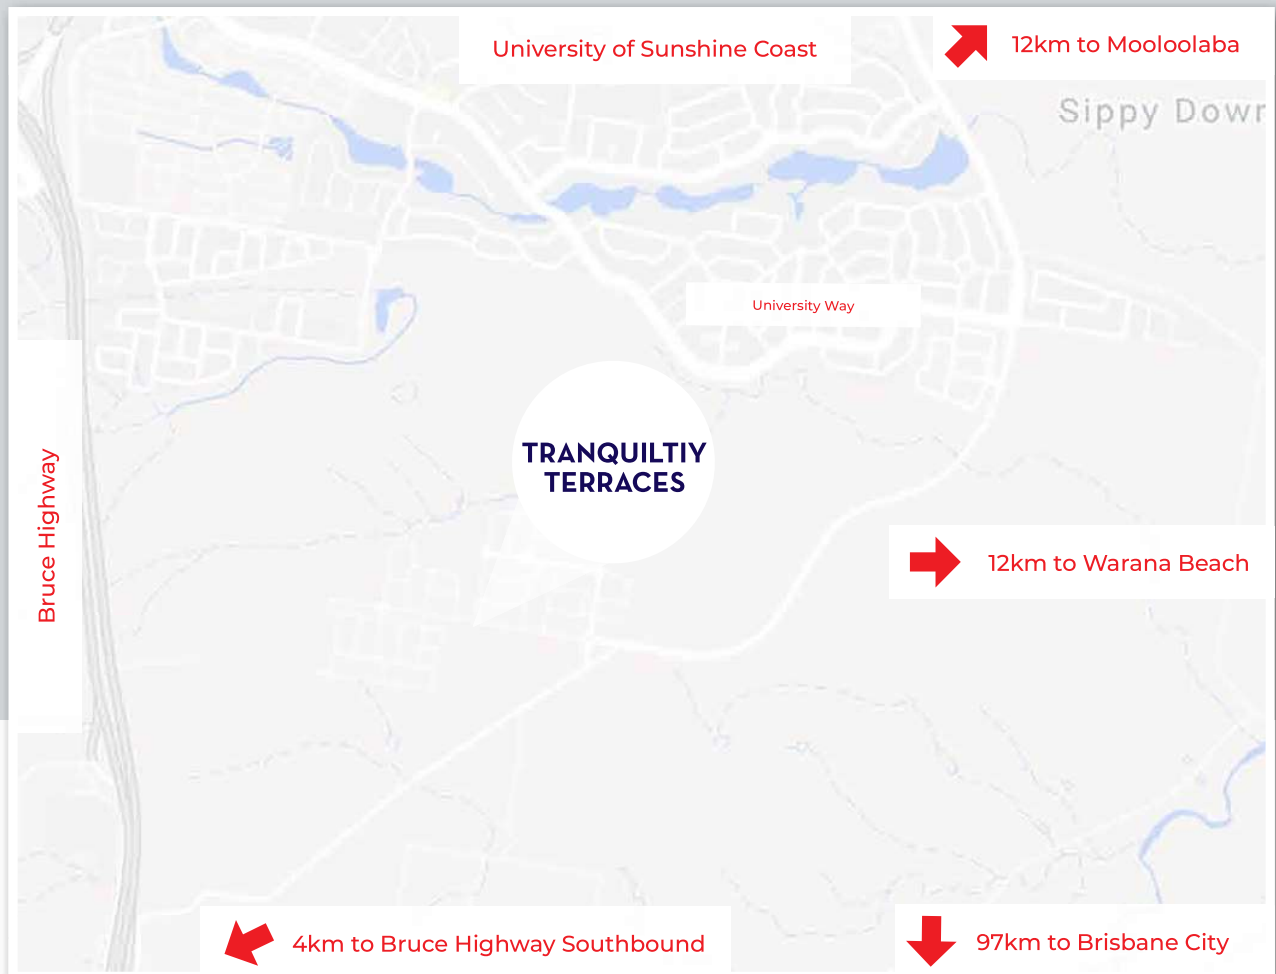 University of Sunshine Coast
12km to Mooloolaba
Sippy Down
University Way
TRANQUILTIY
TERRACES
Bruce Highway
12km to Warana Beach
4km to Bruce Highway Southbound
97km to Brisbane City